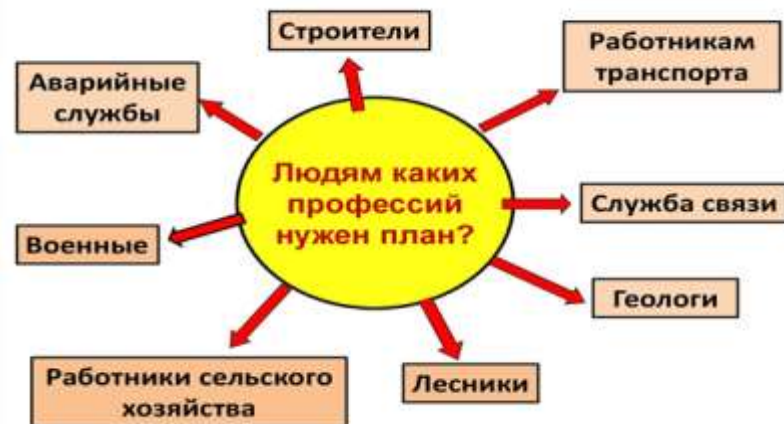 Строители
Работникам
транспорта
Аварийные
службы
Людям каких
профессий
нужен план?
Служба связи
Военные
Геологи
Работники сельского
хозяйства
Лесники